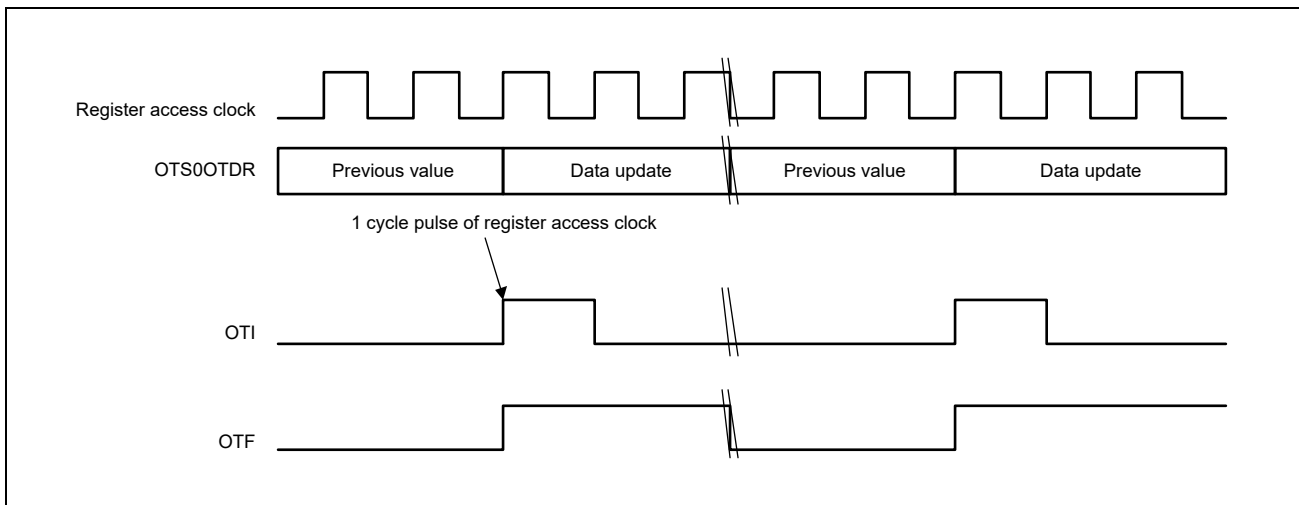 Register access clock
OTS0OTDR Previous value Data update Previous value Data update
1 cycle pulse of register access clock
OTI
OTF